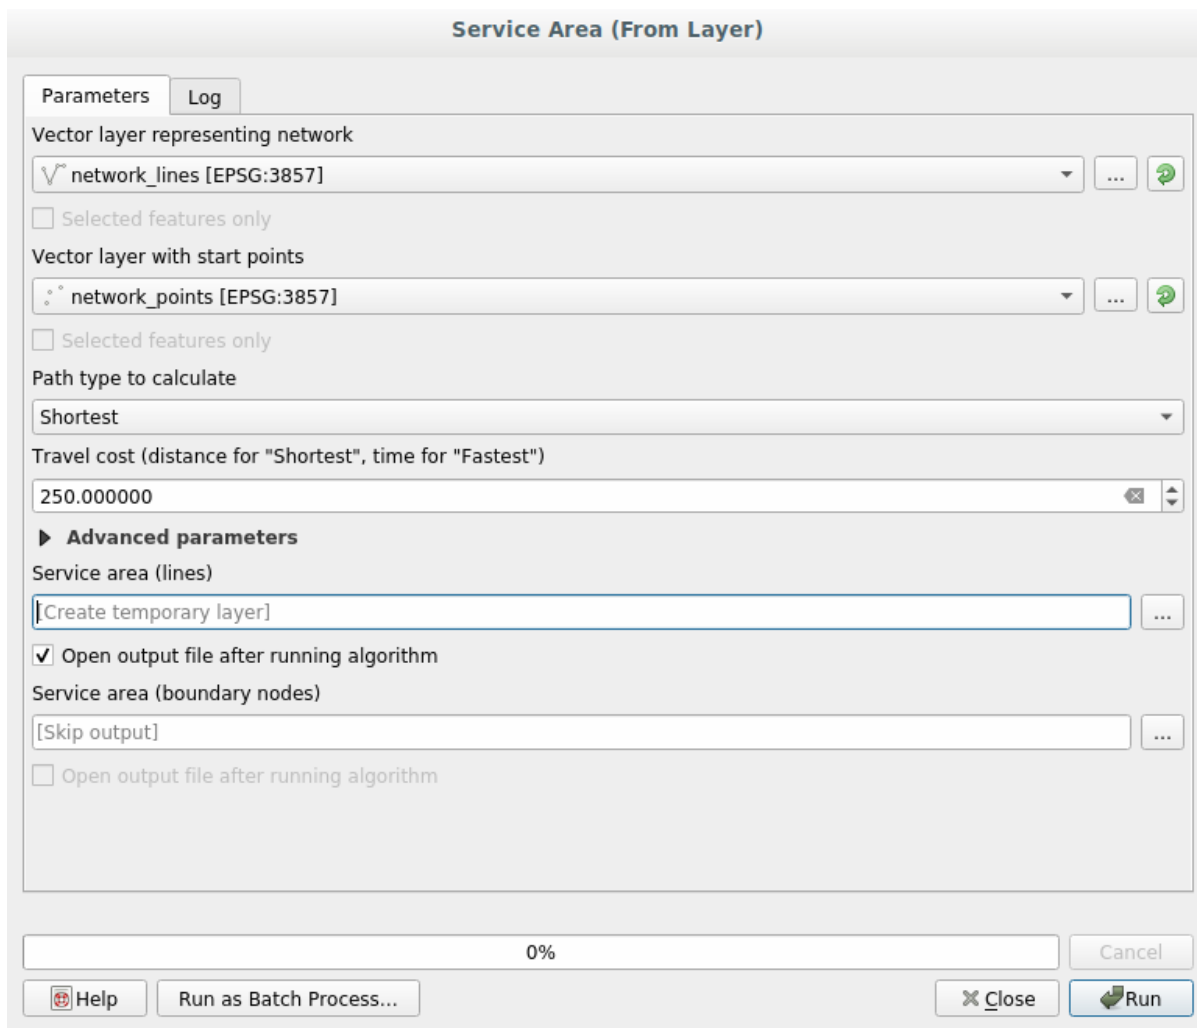 Service Area (From Layer)
Parameters Log
Vector layer representing network
network_lines [EPSG:3857] ...
Selected features only
Vector layer with start points
network_points [EPSG:3857] ...
Selected features only
Path type to calculate
Shortest
Travel cost (distance for "Shortest", time for "Fastest")
250.000000
Advanced parameters
Service area (lines)
[Create temporary layer] ...
Open output file after running algorithm
Service area (boundary nodes)
[Skip output] ...
Open output file after running algorithm
0% Cancel
Help Run as Batch Process... Close Run